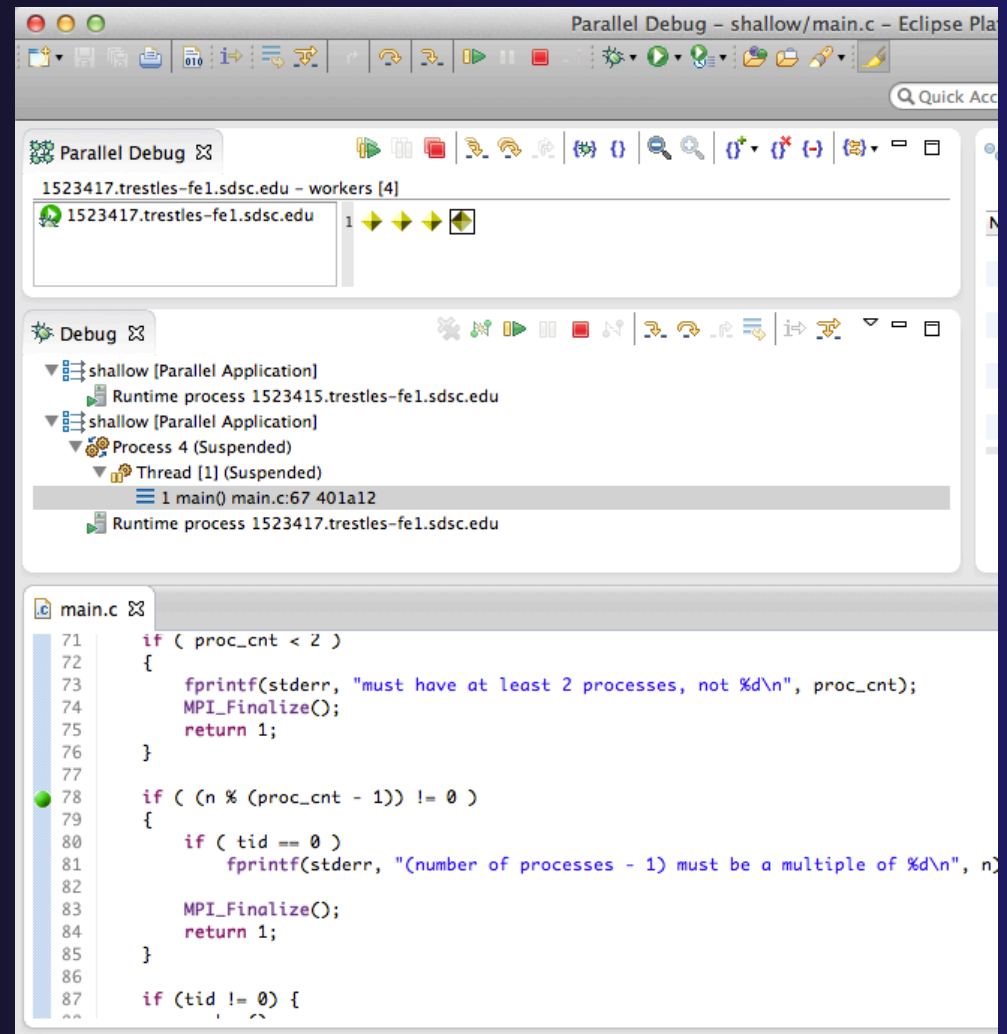 Parallel Debug – shallow/main.c – Eclipse Pla
010
Quick Acc
Parallel Debug
1523417.trestles-fe1.sdsc.edu – workers [4]
1523417.trestles-fe1.sdsc.edu
1
N
Debug
shallow [Parallel Application]
Runtime process 1523415.trestles-fe1.sdsc.edu
shallow [Parallel Application]
Process 4 (Suspended)
Thread [1] (Suspended)
1 main() main.c:67 401a12
Runtime process 1523417.trestles-fe1.sdsc.edu
.c main.c
71 if ( proc_cnt < 2 )
72 {
73 fprintf(stderr, "must have at least 2 processes, not %d\n", proc_cnt);
74 MPI_Finalize();
75 return 1;
76 }
77
78 if ( (n % (proc_cnt - 1)) != 0 )
79 {
80 if ( tid == 0 )
81 fprintf(stderr, "(number of processes - 1) must be a multiple of %d\n", n)
82
83 MPI_Finalize();
84 return 1;
85 }
86
87 if (tid != 0) {